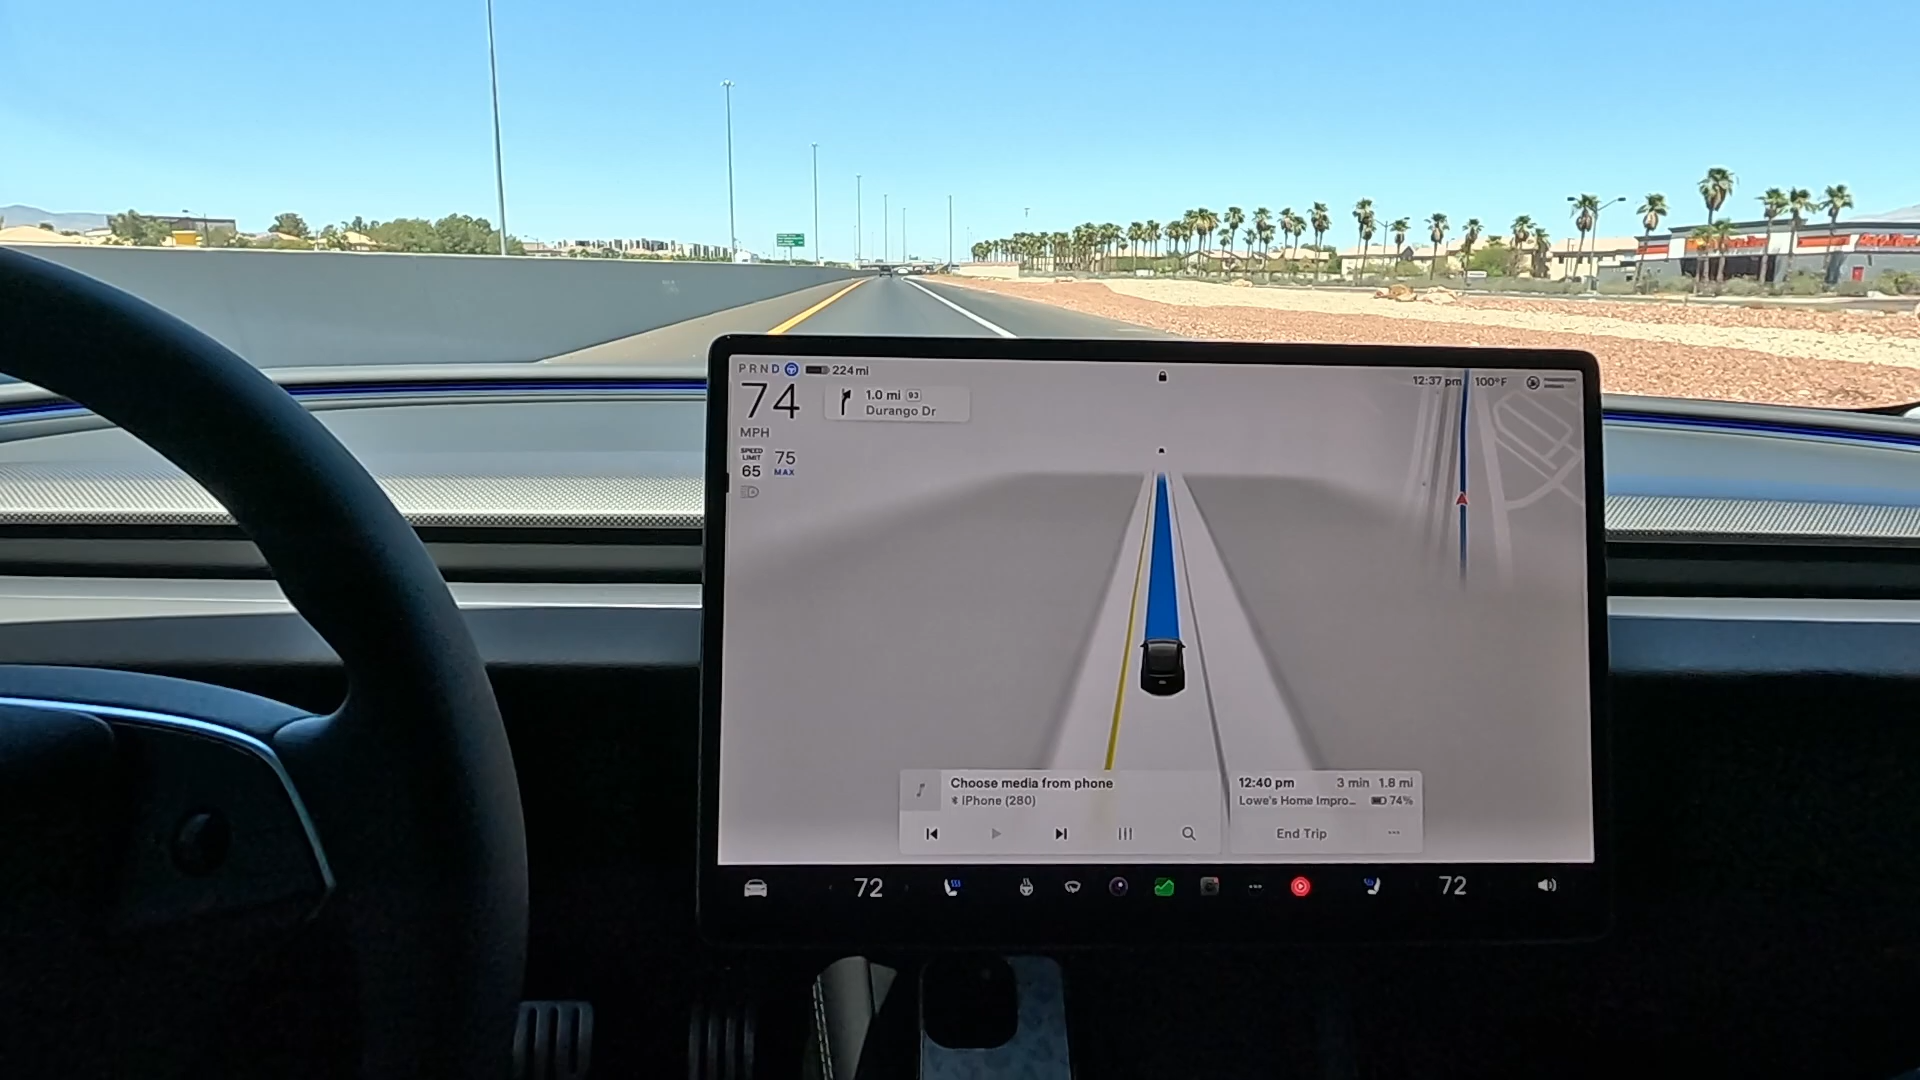 P R N D 224 mi
74
MPH
SPEED LIMIT 65
75 MAX
1.0 mi 93
Durango Dr
12:37 pm 100°F
Choose media from phone
iPhone (280)
12:40 pm 3 min 1.8 mi
Lowe's Home Impro... 74%
End Trip
72
72